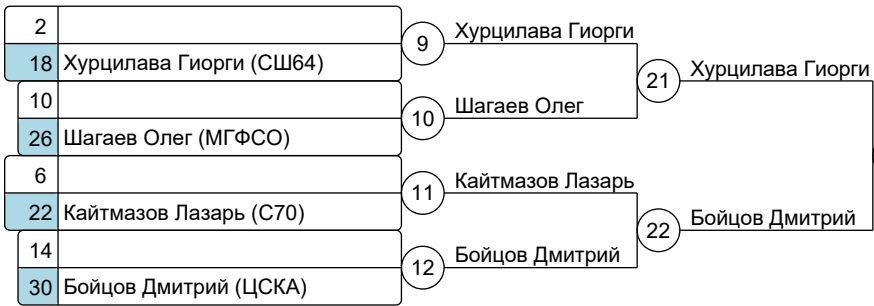 2
18 Хурцилава Гиорги (СШ64)
10
26 Шагаев Олег (МГФСО)
6
22 Кайтмазов Лазарь (С70)
14
30 Бойцов Дмитрий (ЦСКА)
9 Хурцилава Гиорги
10 Шагаев Олег
11 Кайтмазов Лазарь
12 Бойцов Дмитрий
21 Хурцилава Гиорги
22 Бойцов Дмитрий